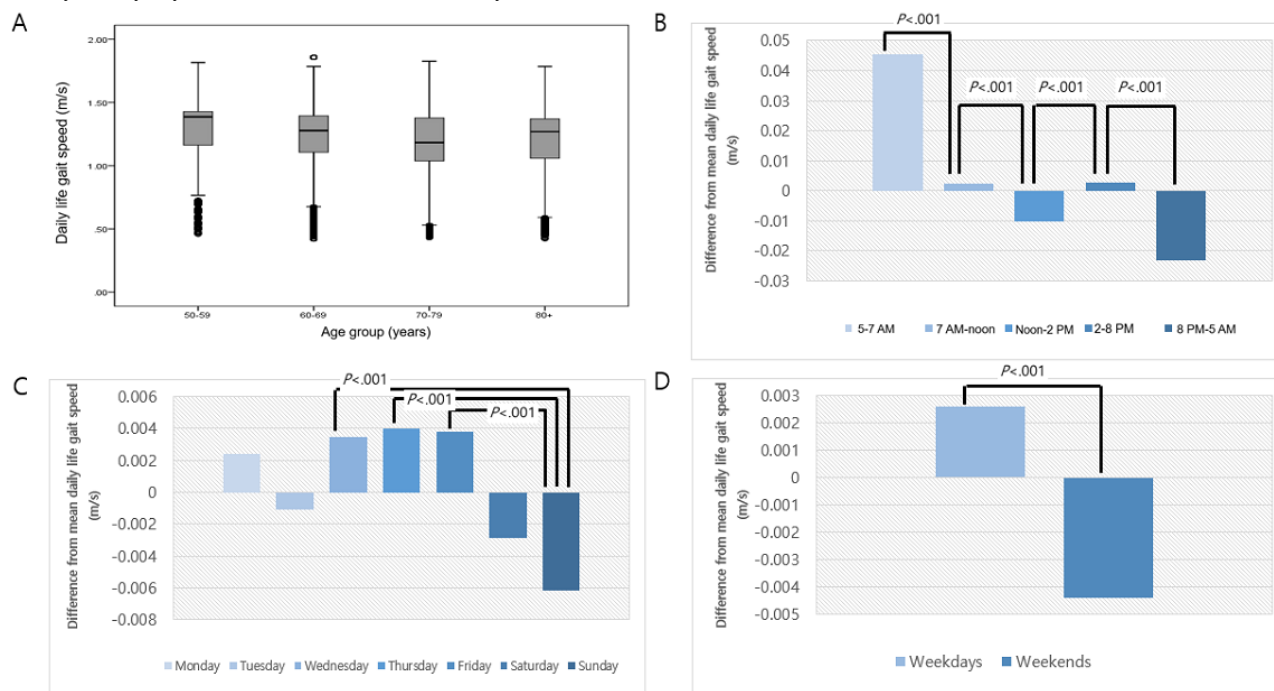 A
2.00
1.50
1.00
.50
.00
Daily life gait speed (m/s)
50-59 60-69 70-79 80+
Age group (years)
B
P<.001
P<.001 P<.001 P<.001
0.05
0.04
0.03
0.02
0.01
0
-0.01
-0.02
-0.03
Difference from mean daily life gait speed
(m/s)
5-7 AM 7 AM-noon Noon-2 PM 2-8 PM 8 PM-5 AM
C
P<.001
P<.001
P<.001
0.006
0.004
0.002
0
-0.002
-0.004
-0.006
-0.008
Difference from mean daily life gait speed
(m/s)
Monday Tuesday Wednesday Thursday Friday Saturday Sunday
D
P<.001
0.003
0.002
0.001
0
-0.001
-0.002
-0.003
-0.004
-0.005
Difference from mean daily life gait speed
(m/s)
Weekdays Weekends